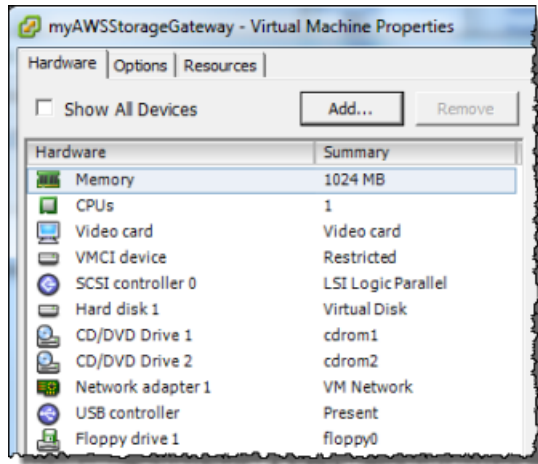 myAWSStorageGateway - Virtual Machine Properties
Hardware Options Resources
Show All Devices Add... Remove
Hardware Summary
Memory 1024 MB
CPUs 1
Video card Video card
VMCI device Restricted
SCSI controller 0 LSI Logic Parallel
Hard disk 1 Virtual Disk
CD/DVD Drive 1 cdrom1
CD/DVD Drive 2 cdrom2
Network adapter 1 VM Network
USB controller Present
Floppy drive 1 floppy0